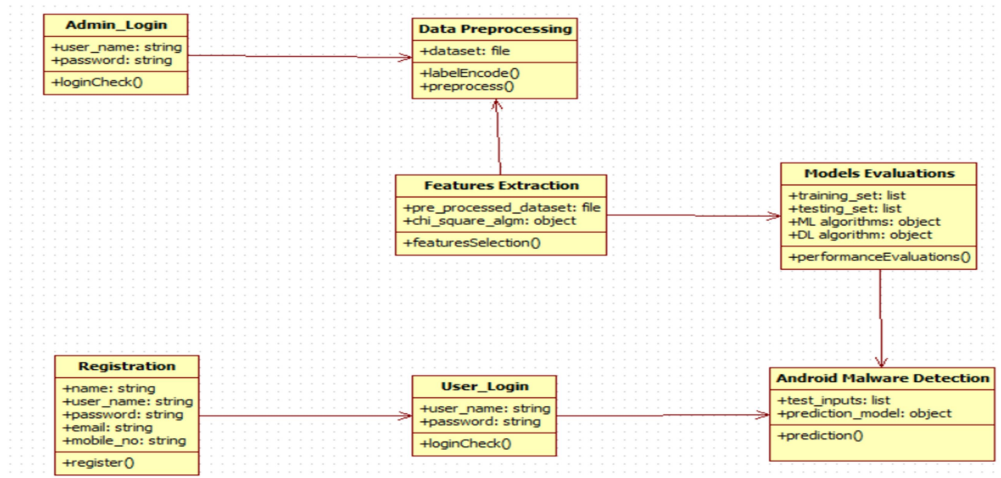 Admin_Login
+user_name: string
+password: string
+loginCheck()
Data Preprocessing
+dataset: file
+labelEncode()
+preprocess()
Features Extraction
+pre_processed_dataset: file
+chi_square_algm: object
+featuresSelection()
Models Evaluations
+training_set: list
+testing_set: list
+ML algorithms: object
+DL algorithm: object
+performanceEvaluations()
Registration
+name: string
+user_name: string
+password: string
+email: string
+mobile_no: string
+register()
User_Login
+user_name: string
+password: string
+loginCheck()
Android Malware Detection
+test_inputs: list
+prediction_model: object
+prediction()